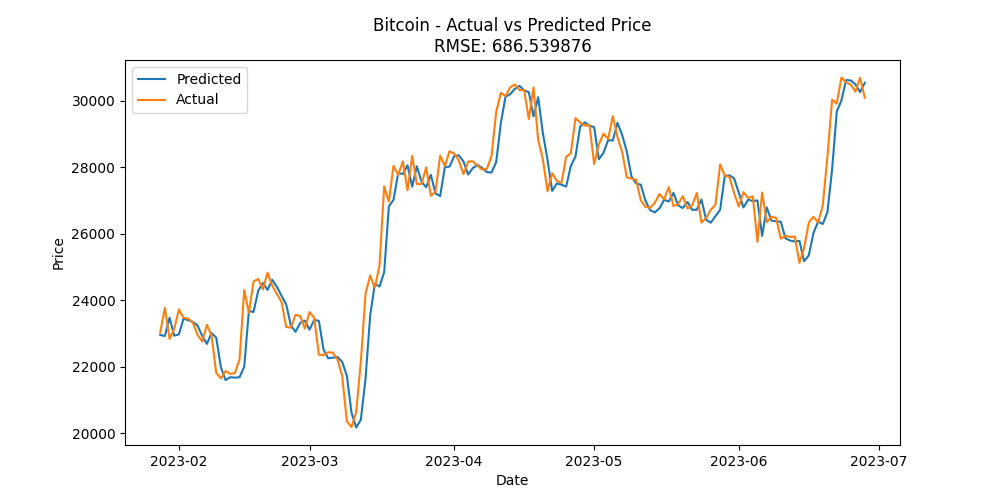 Bitcoin - Actual vs Predicted Price
RMSE: 686.539876
Predicted
Actual
30000
28000
26000
24000
22000
20000
Price
2023-02
2023-03
2023-04
2023-05
2023-06
2023-07
Date